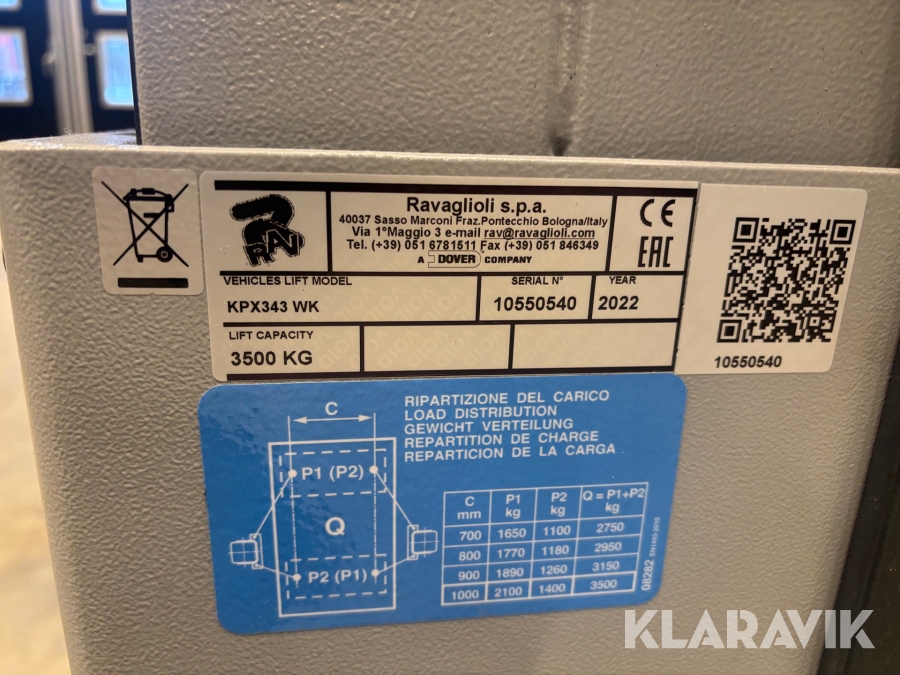 RAV
Ravaglioli s.p.a.
40037 Sasso Marconi Fraz.Pontecchio Bologna/Italy
Via 1°Maggio 3 e-mail rav@ravaglioli.com
Tel. (+39) 051 6781511 Fax (+39) 051 846349
A DOVER COMPANY
CE
EAC
VEHICLES LIFT MODEL
KPX343 WK
SERIAL N°
10550540
YEAR
2022
LIFT CAPACITY
3500 KG
10550540
RIPARTIZIONE DEL CARICO
LOAD DISTRIBUTION
GEWICHT VERTEILUNG
REPARTITION DE CHARGE
REPARTICION DE LA CARGA
C
P1 (P2)
Q
P2 (P1)
C mm P1 kg P2 kg Q = P1+P2 kg
700 1650 1100 2750
800 1770 1180 2950
900 1890 1260 3150
1000 2100 1400 3500
08282 EN1493-2010
KLARAVIK